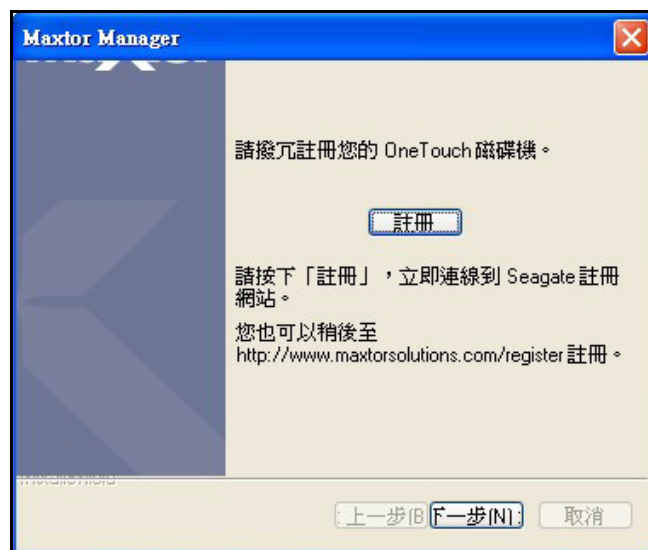 Maxtor Manager
請撥冗註冊您的 OneTouch 磁碟機。
註冊
請按下「註冊」,立即連線到 Seagate 註冊
網站。
您也可以稍後至
http://www.maxtorsolutions.com/register 註冊。
InstallShield
上一步(B 下一步(N) 取消